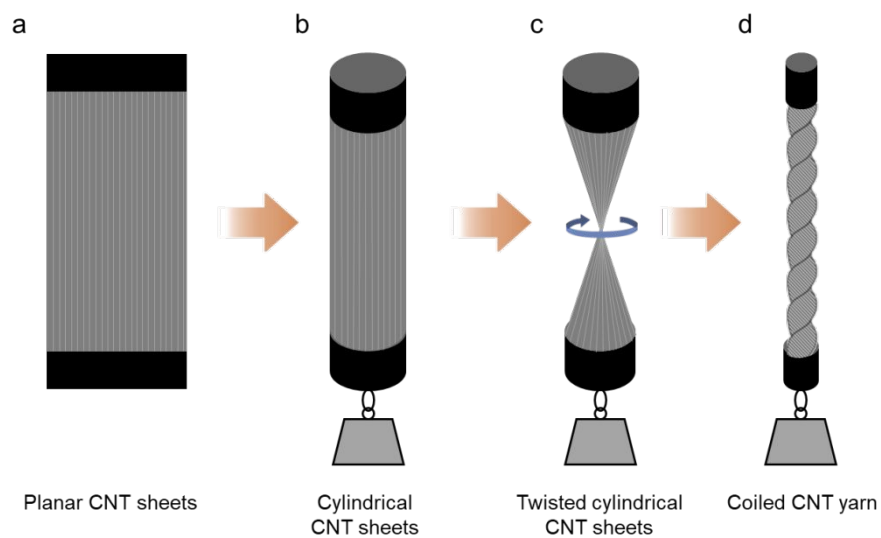 a
b
c
d
Planar CNT sheets
Cylindrical
CNT sheets
Twisted cylindrical
CNT sheets
Coiled CNT yarn